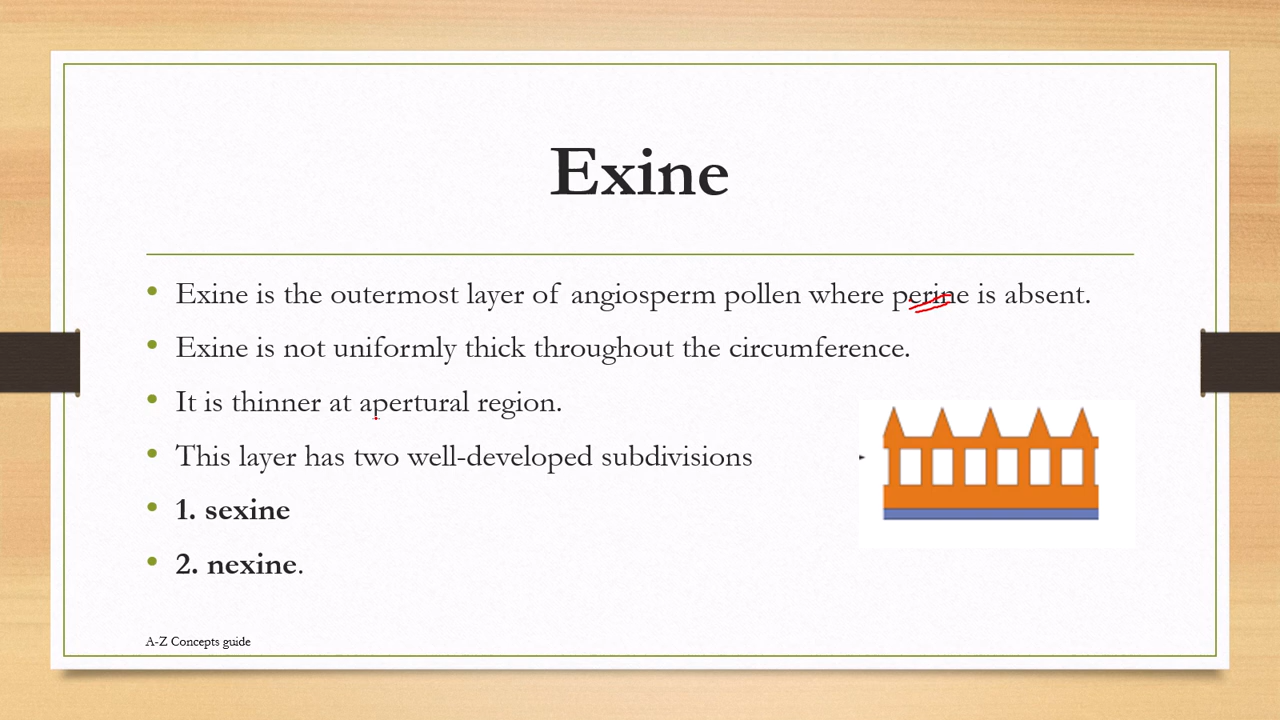 Exine
• Exine is the outermost layer of angiosperm pollen where perine is absent.
• Exine is not uniformly thick throughout the circumference.
• It is thinner at apertural region.
• This layer has two well-developed subdivisions
• 1. sexine
• 2. nexine.
A-Z Concepts guide